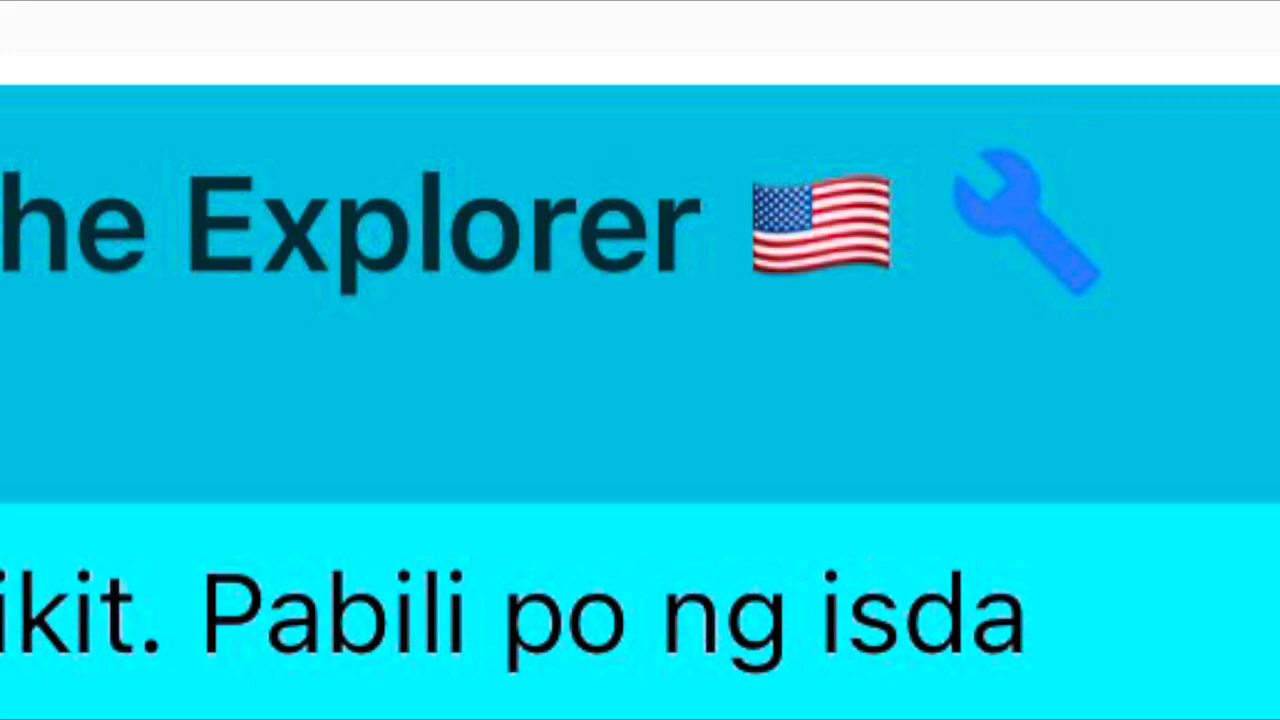 he Explorer 🇺🇸 🔧
ikit. Pabili po ng isda